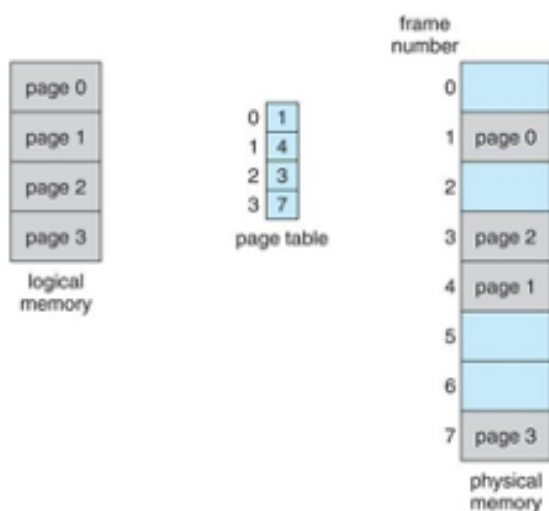 page 0
page 1
page 2
page 3
logical
memory
0 1
1 4
2 3
3 7
page table
frame
number
0
1 page 0
2
3 page 2
4 page 1
5
6
7 page 3
physical
memory